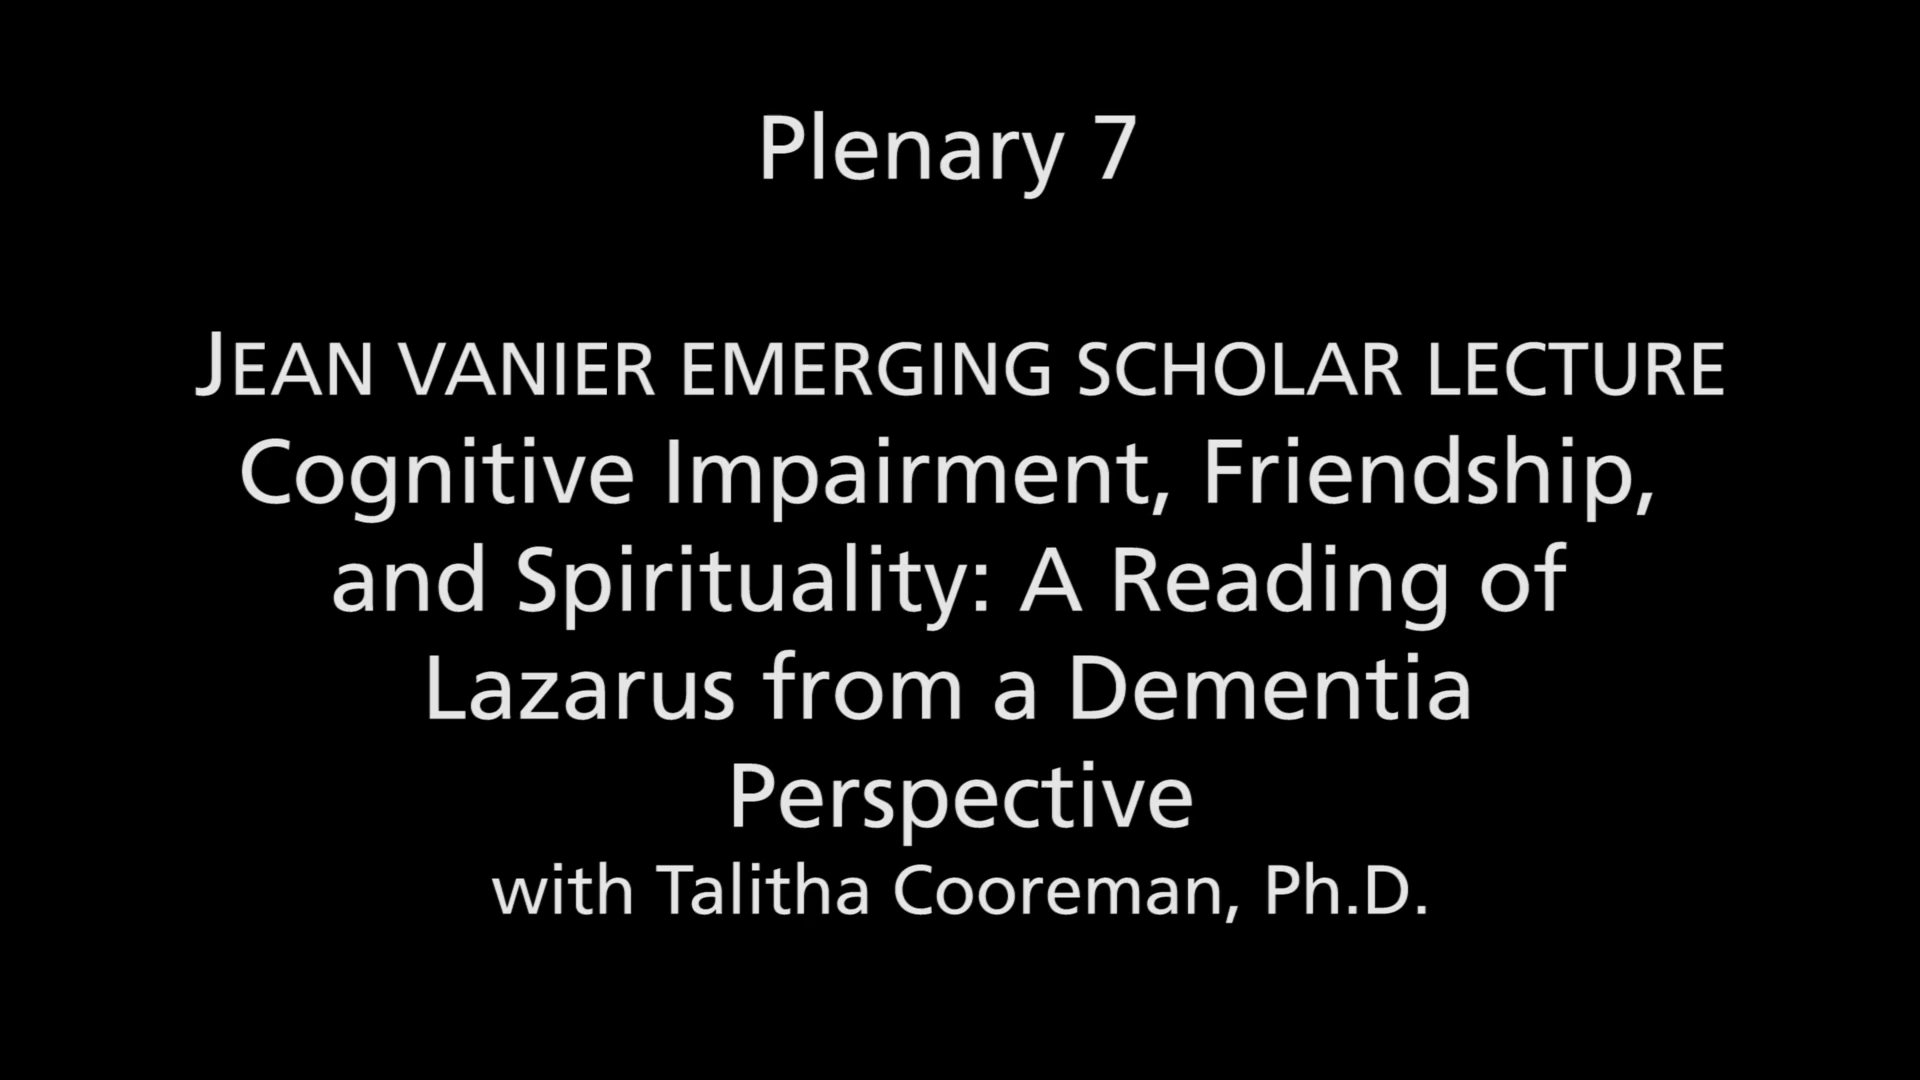 Plenary 7
JEAN VANIER EMERGING SCHOLAR LECTURE
Cognitive Impairment, Friendship,
and Spirituality: A Reading of
Lazarus from a Dementia
Perspective
with Talitha Cooreman, Ph.D.